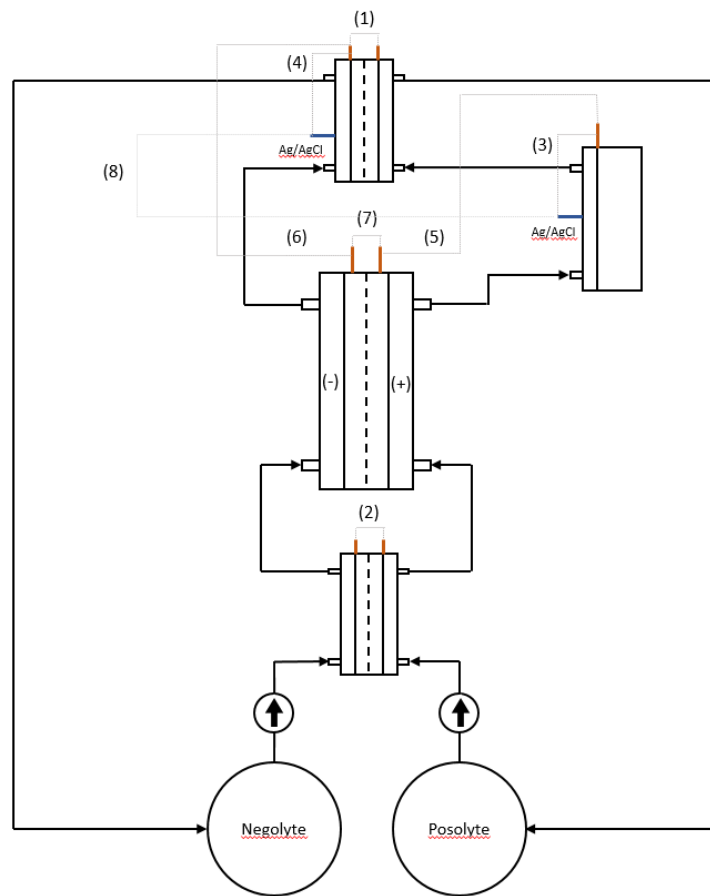 (1)
(4)
Ag/AgCl
(3)
(8)
(7)
(6)
(5)
Ag/AgCl
(-)
(+)
(2)
Negolyte
Posolyte